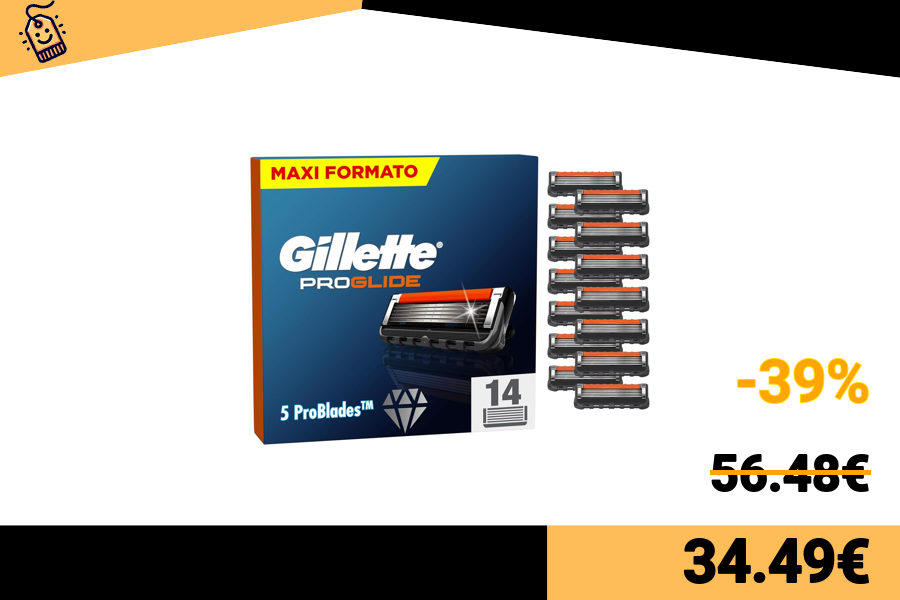 MAXI FORMATO
Gillette®
PROGLIDE
5 ProBlades™
14
-39%
56.48€
34.49€